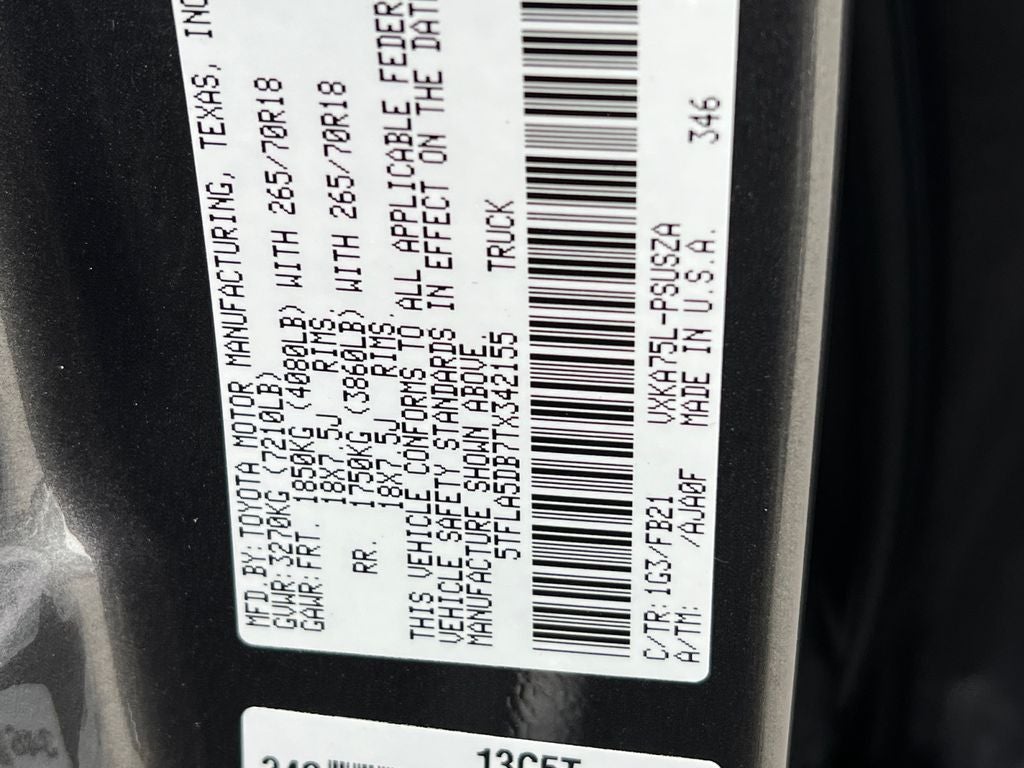 MFD BY:TOYOTA MOTOR MANUFACTURING, TEXAS, INC
GVWR:3270KG (7210LB)
GAWR:FRT. 1850KG (4080LB) WITH 265/70R18
18X7.5J RIMS,
RR. 1750KG (3860LB) WITH 265/70R18
18X7.5J RIMS,
THIS VEHICLE CONFORMS TO ALL APPLICABLE FEDER
VEHICLE SAFETY STANDARDS IN EFFECT ON THE DAT
MANUFACTURE SHOWN ABOVE.
5TFLA5DB7TX342155 TRUCK
C/TR:1G3/FB21 VXKA75L-PSUSZA
A/TM: /AJA0F MADE IN U.S.A. 346